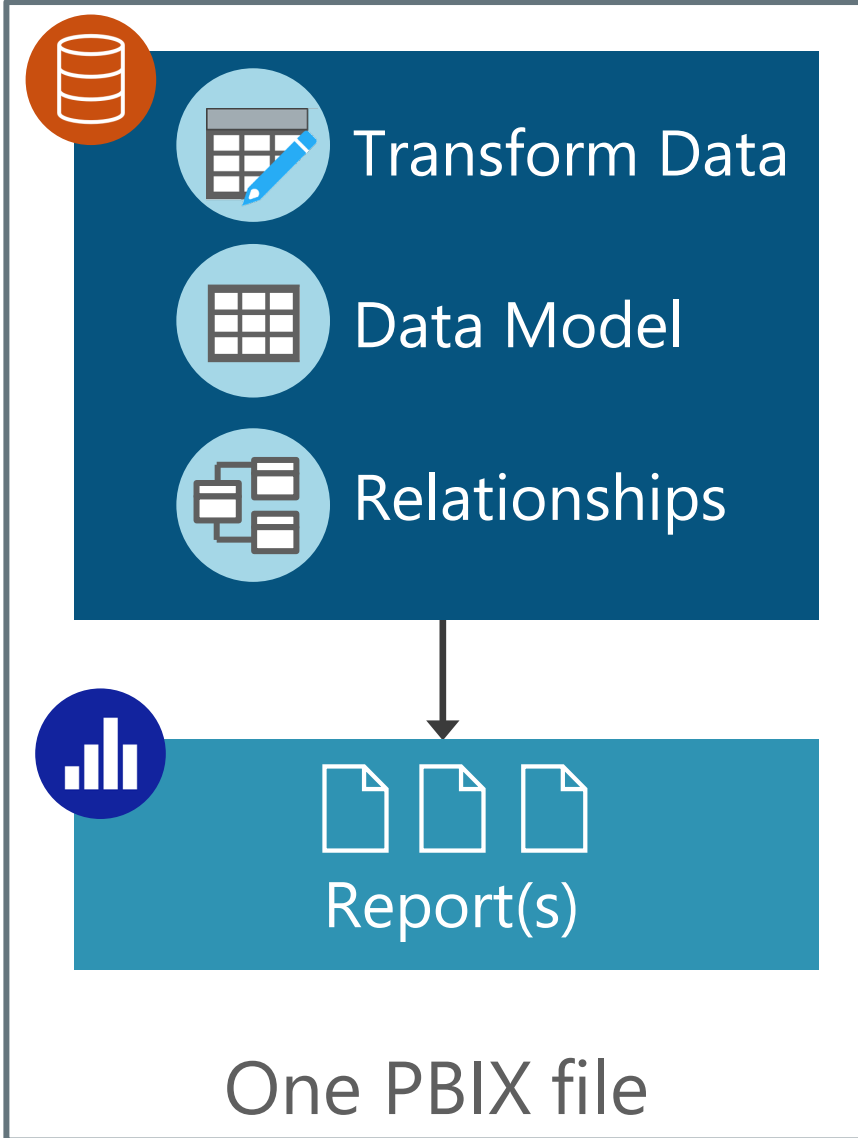 Transform Data
Data Model
Relationships
Report(s)
One PBIX file